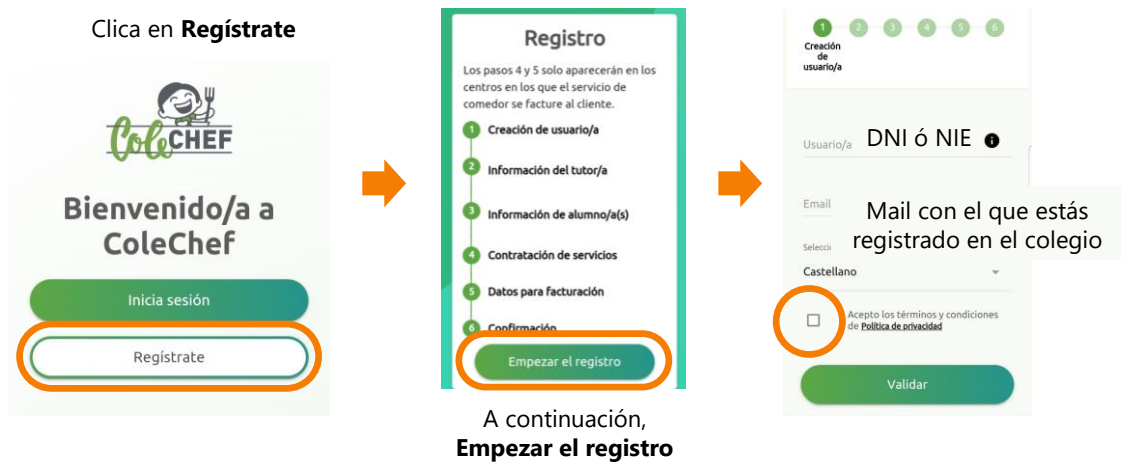 Clica en Regístrate
ColeCHEF
Bienvenido/a a
ColeChef
Inicia sesión
Regístrate
Registro
Los pasos 4 y 5 solo aparecerán en los
centros en los que el servicio de
comedor se facture al cliente.
1 Creación de usuario/a
2 Información del tutor/a
3 Información de alumno/a(s)
4 Contratación de servicios
5 Datos para facturación
6 Confirmación
Empezar el registro
A continuación,
Empezar el registro
1 2 3 4 5 6
Creación
de
usuario/a
Usuario/a DNI ó NIE i
Email
Mail con el que estás
registrado en el colegio
Castellano
Acepto los términos y condiciones
de Política de privacidad
Validar